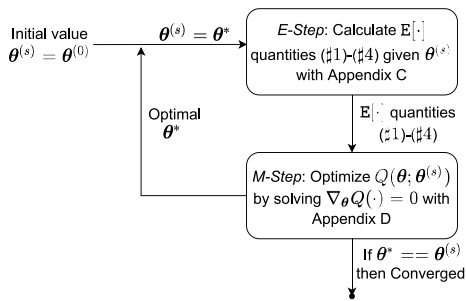 Initial value
θ^(s) = θ^(0)
θ^(s) = θ*
E-Step: Calculate E[·]
quantities (♯1)-(♯4) given θ^(s)
with Appendix C
Optimal
θ*
E[·] quantities
(♯1)-(♯4)
M-Step: Optimize Q(θ; θ^(s))
by solving ∇_θ Q(·) = 0 with
Appendix D
If θ* == θ^(s)
then Converged